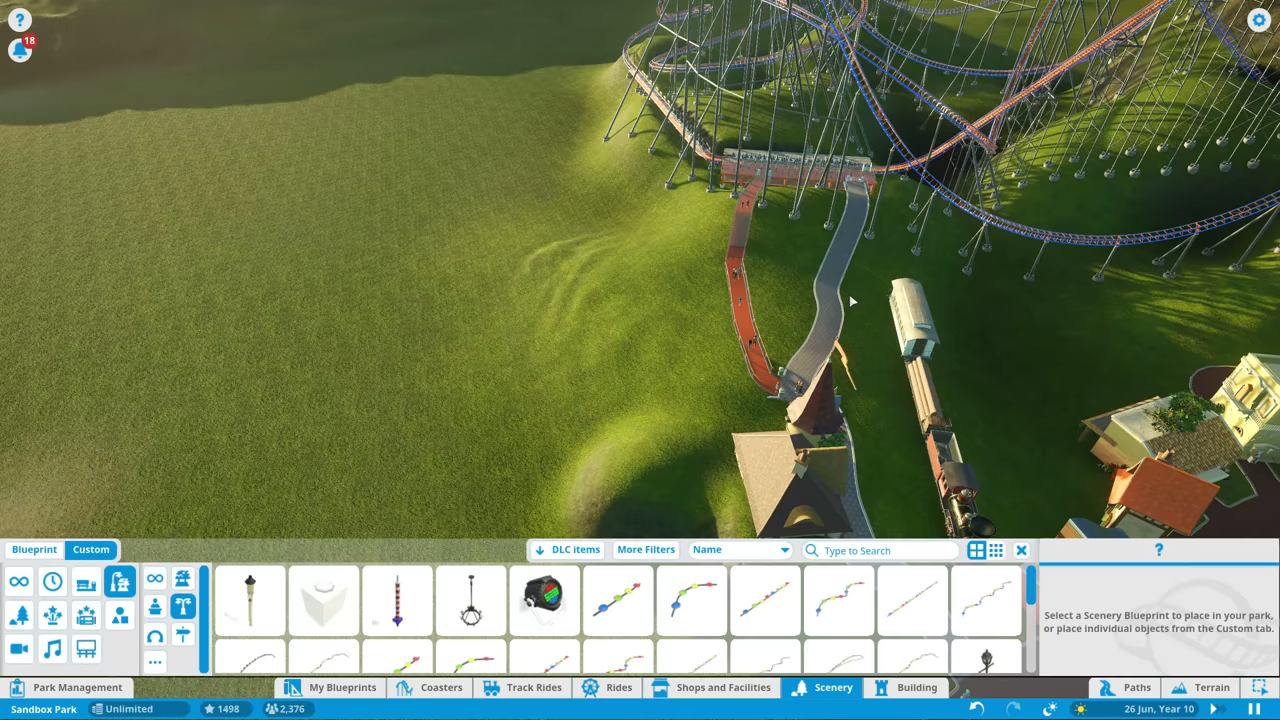 ?
18
Blueprint
Custom
DLC items
More Filters
Name
Type to Search
?
Select a Scenery Blueprint to place in your park,
or place individual objects from the Custom tab.
Park Management
My Blueprints
Coasters
Track Rides
Rides
Shops and Facilities
Scenery
Building
Paths
Terrain
Sandbox Park
Unlimited
1498
2,376
26 Jun, Year 10